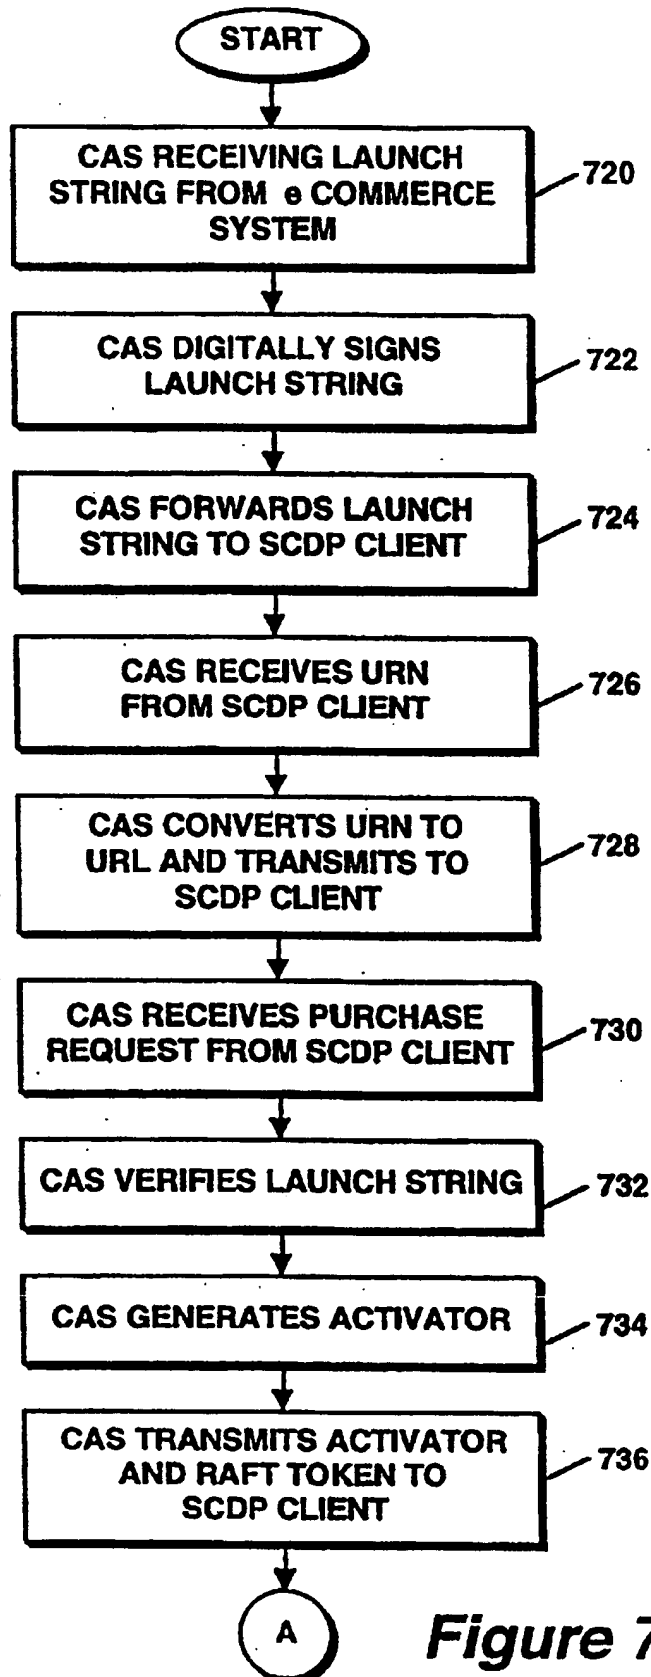 START
CAS RECEIVING LAUNCH
STRING FROM e COMMERCE
SYSTEM
720
CAS DIGITALLY SIGNS
LAUNCH STRING
722
CAS FORWARDS LAUNCH
STRING TO SCDP CLIENT
724
CAS RECEIVES URN
FROM SCDP CLIENT
726
CAS CONVERTS URN TO
URL AND TRANSMITS TO
SCDP CLIENT
728
CAS RECEIVES PURCHASE
REQUEST FROM SCDP CLIENT
730
CAS VERIFIES LAUNCH STRING
732
CAS GENERATES ACTIVATOR
734
CAS TRANSMITS ACTIVATOR
AND RAFT TOKEN TO
SCDP CLIENT
736
A
Figure 7